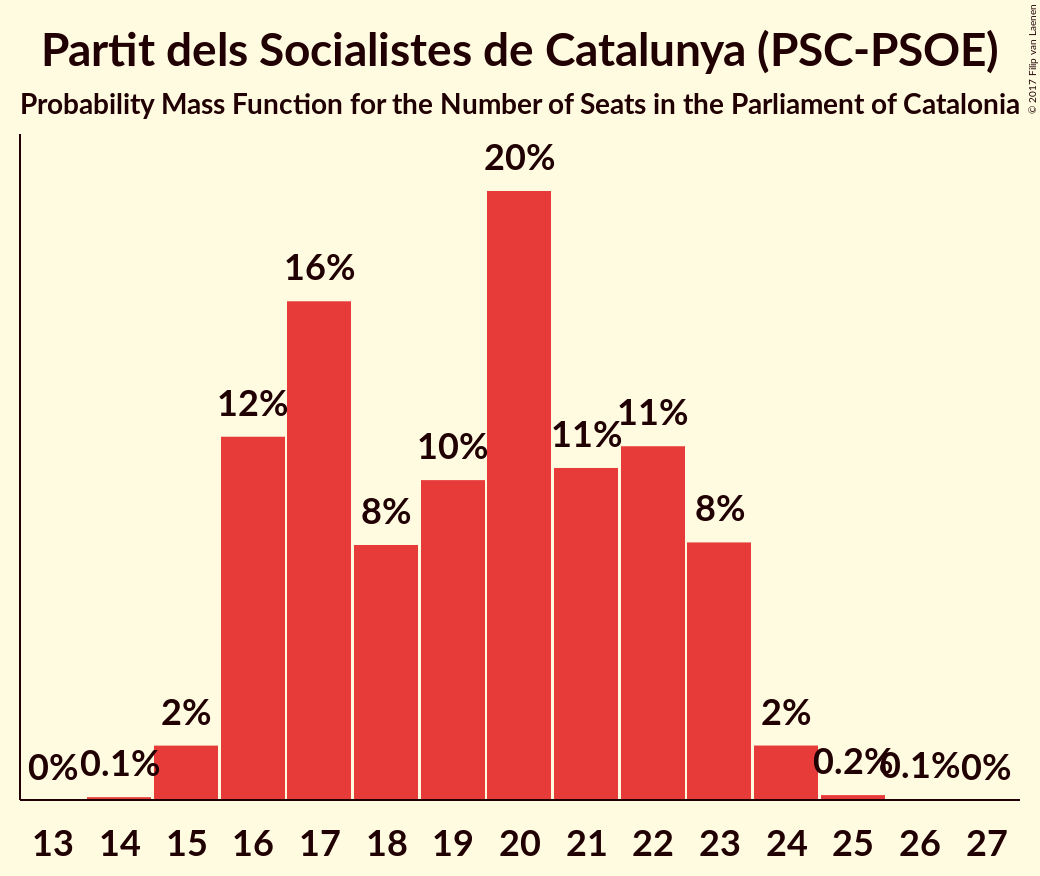 Partit dels Socialistes de Catalunya (PSC-PSOE)
Probability Mass Function for the Number of Seats in the Parliament of Catalonia
© 2017 Filip van Laenen
0% 0.1% 2% 12% 16% 8% 10% 20% 11% 11% 8% 2% 0.2% 0.1% 0%
13 14 15 16 17 18 19 20 21 22 23 24 25 26 27